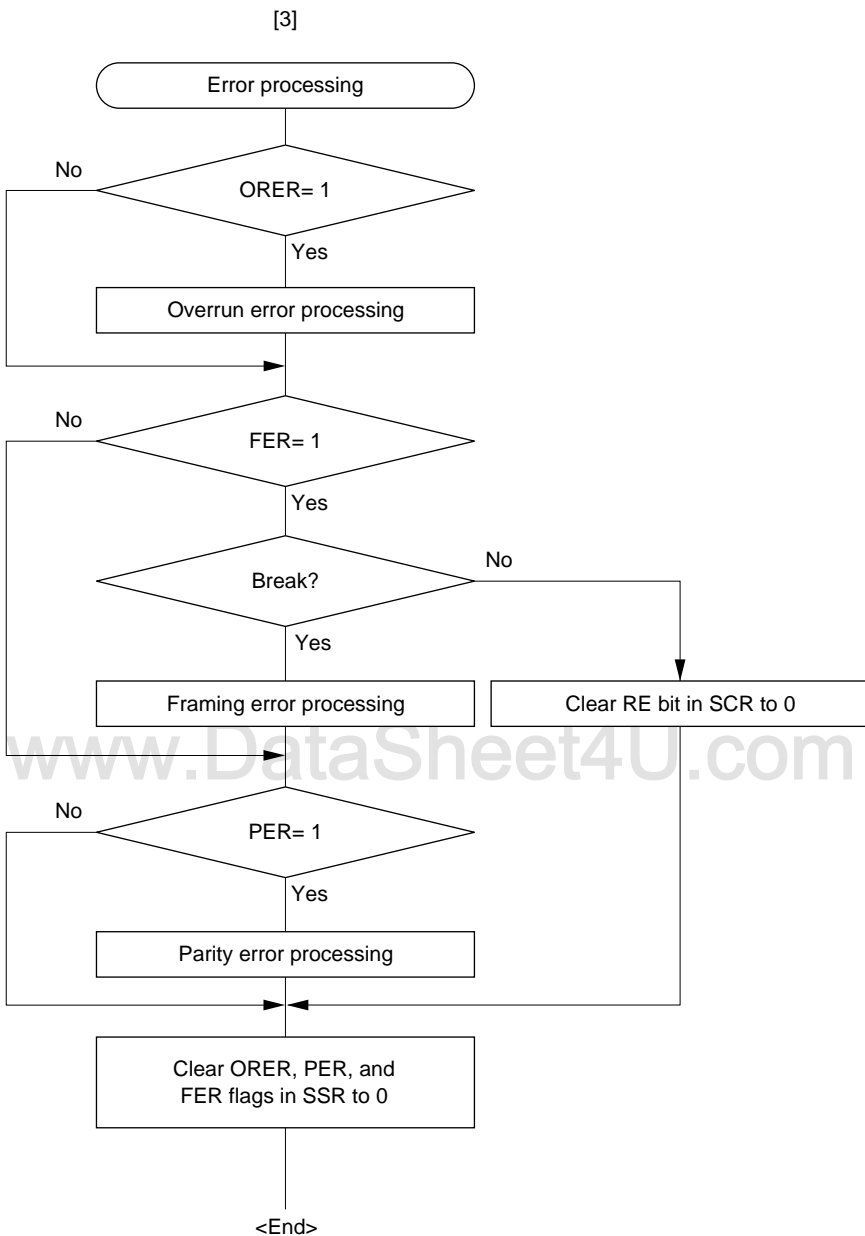 [3]
Error processing
No
ORER= 1
Yes
Overrun error processing
No
FER= 1
Yes
Break?
No
Yes
Framing error processing
Clear RE bit in SCR to 0
www.DataSheet4U.com
No
PER= 1
Yes
Parity error processing
Clear ORER, PER, and
FER flags in SSR to 0
<End>